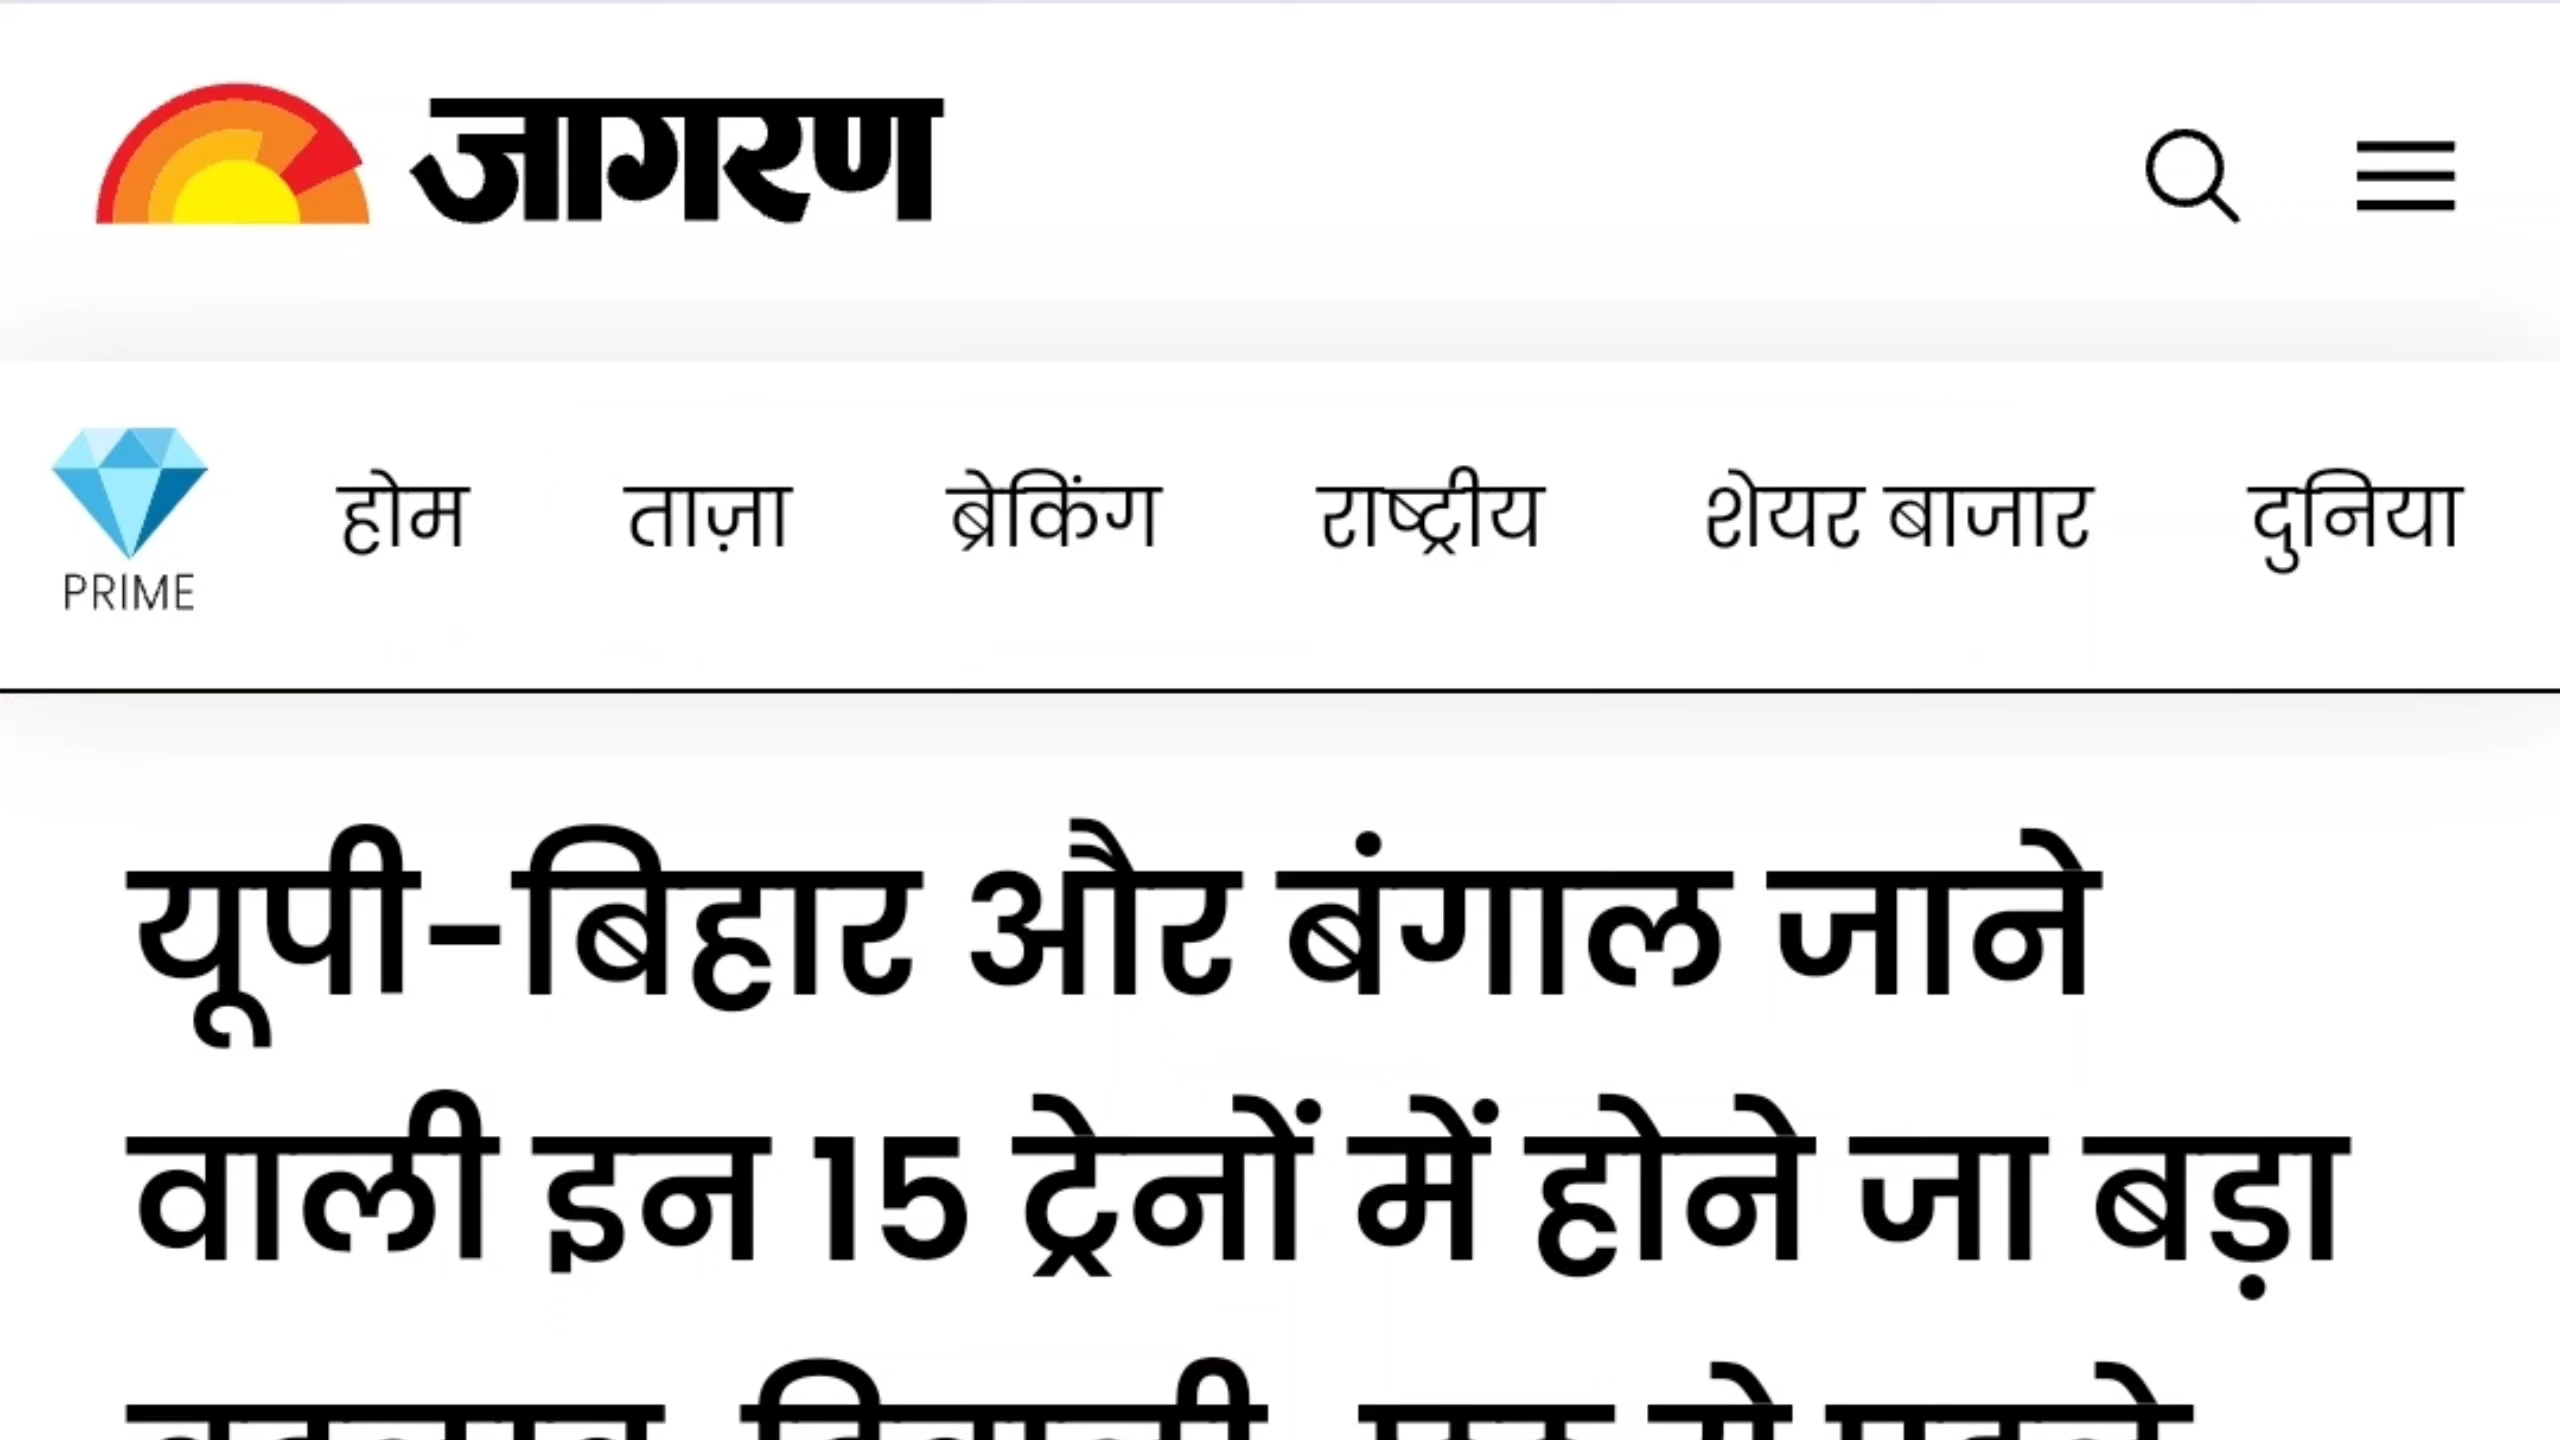 जागरण
होम ताज़ा ब्रेकिंग राष्ट्रीय शेयर बाजार दुनिया
PRIME
यूपी-बिहार और बंगाल जाने
वाली इन 15 ट्रेनों में होने जा बड़ा